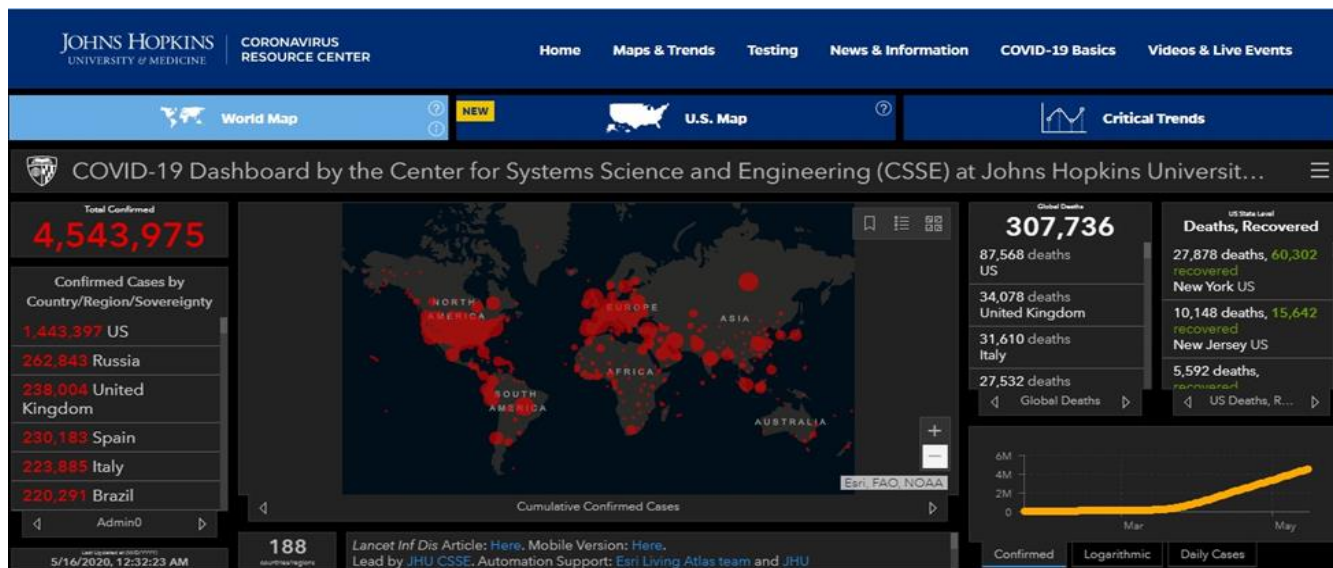 JOHNS HOPKINS
UNIVERSITY & MEDICINE
CORONAVIRUS
RESOURCE CENTER
Home
Maps & Trends
Testing
News & Information
COVID-19 Basics
Videos & Live Events
World Map
NEW
U.S. Map
Critical Trends
COVID-19 Dashboard by the Center for Systems Science and Engineering (CSSE) at Johns Hopkins Universit...
Total Confirmed
4,543,975
Confirmed Cases by
Country/Region/Sovereignty
1,443,397 US
262,843 Russia
238,004 United
Kingdom
230,183 Spain
223,885 Italy
220,291 Brazil
Admin0
5/16/2020, 12:32:23 AM
NORTH
AMERICA
SOUTH
AMERICA
EUROPE
AFRICA
ASIA
AUSTRALIA
+
−
Esri, FAO, NOAA
Cumulative Confirmed Cases
188
countries/regions
Lancet Inf Dis Article: Here. Mobile Version: Here.
Lead by JHU CSSE. Automation Support: Esri Living Atlas team and JHU
Global Deaths
307,736
87,568 deaths
US
34,078 deaths
United Kingdom
31,610 deaths
Italy
27,532 deaths
Global Deaths
US State Level
Deaths, Recovered
27,878 deaths, 60,302
recovered
New York US
10,148 deaths, 15,642
recovered
New Jersey US
5,592 deaths,
recovered
US Deaths, R...
6M
4M
2M
0
Mar
May
Confirmed
Logarithmic
Daily Cases